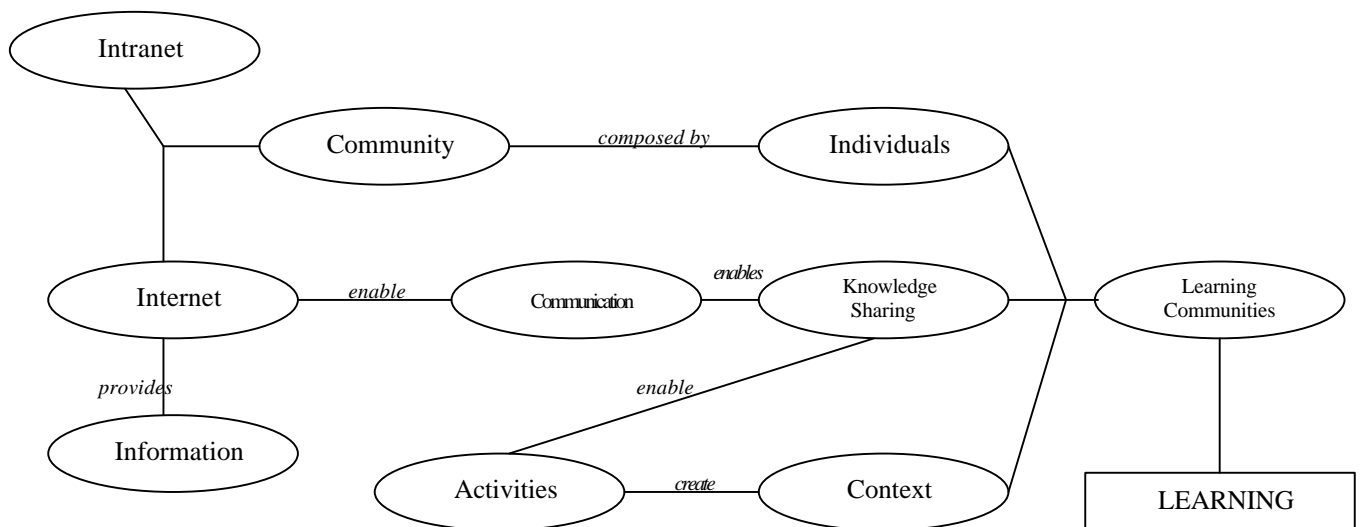 Intranet
Community
composed by
Individuals
Internet
enable
Communication
enables
Knowledge
Sharing
Learning
Communities
provides
enable
Information
Activities
create
Context
LEARNING